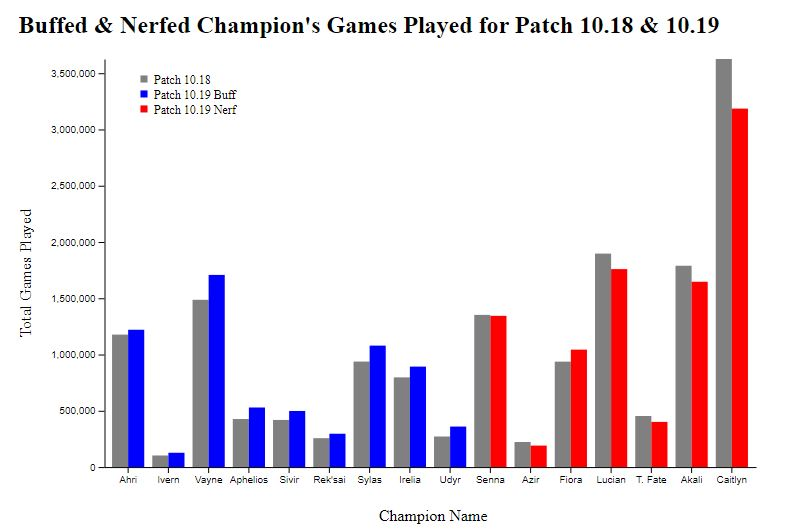 Buffed & Nerfed Champion's Games Played for Patch 10.18 & 10.19
Patch 10.18
Patch 10.19 Buff
Patch 10.19 Nerf
Total Games Played
3,500,000
3,000,000
2,500,000
2,000,000
1,500,000
1,000,000
500,000
0
Ahri Ivern Vayne Aphelios Sivir Rek'sai Sylas Irelia Udyr Senna Azir Fiora Lucian T. Fate Akali Caitlyn
Champion Name